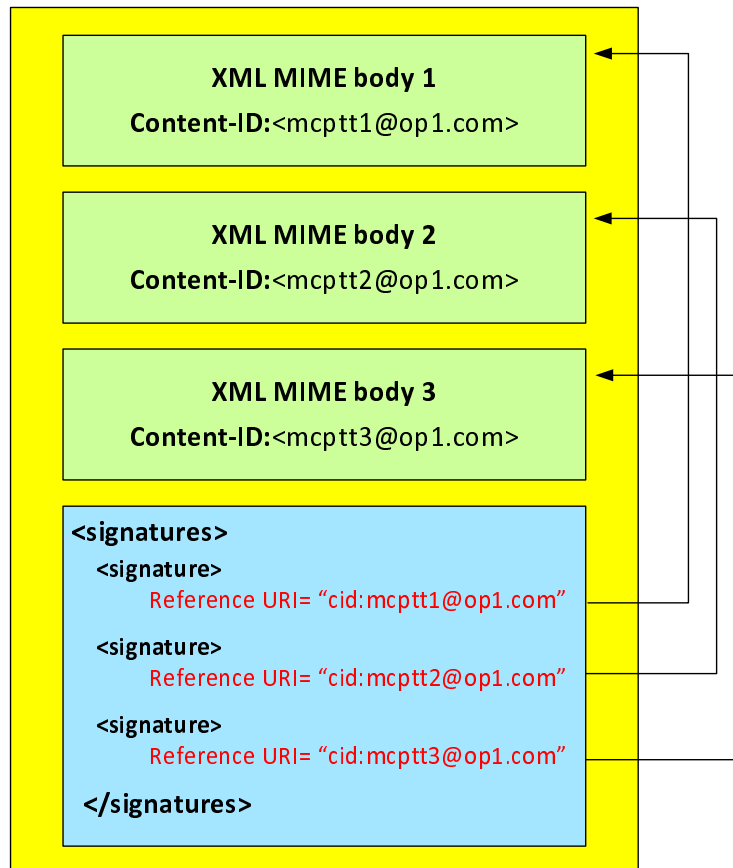 XML MIME body 1
Content-ID:<mcptt1@op1.com>
XML MIME body 2
Content-ID:<mcptt2@op1.com>
XML MIME body 3
Content-ID:<mcptt3@op1.com>
<signatures>
<signature>
Reference URI= “cid:mcptt1@op1.com”
<signature>
Reference URI= “cid:mcptt2@op1.com”
<signature>
Reference URI= “cid:mcptt3@op1.com”
</signatures>